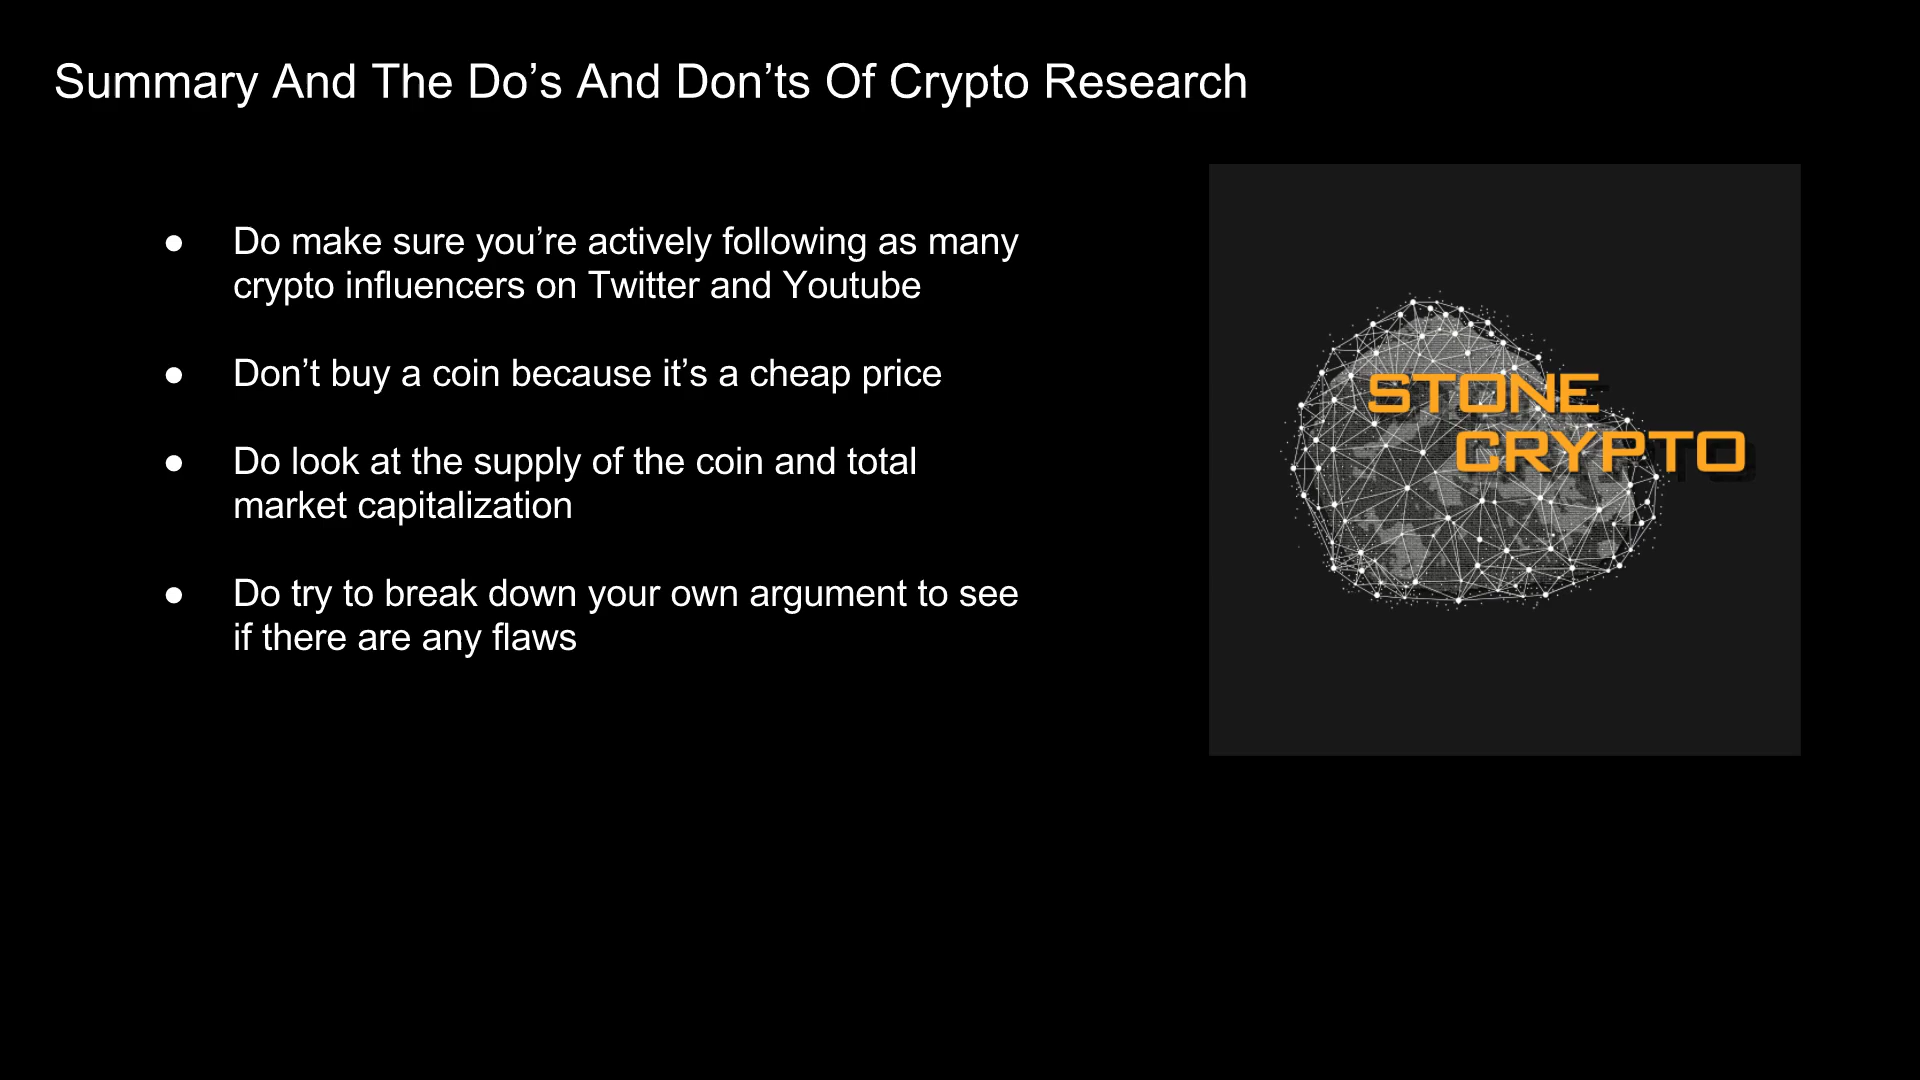 Summary And The Do’s And Don’ts Of Crypto Research
● Do make sure you’re actively following as many
crypto influencers on Twitter and Youtube
● Don’t buy a coin because it’s a cheap price
● Do look at the supply of the coin and total
market capitalization
● Do try to break down your own argument to see
if there are any flaws
STONE
CRYPTO